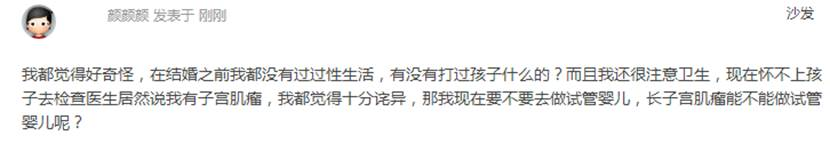 颜颜颜 发表于 刚刚 沙发
我都觉得好奇怪，在结婚之前我都没有过过性生活，有没有打过孩子什么的？而且我还很注意卫生，现在怀不上孩
子去检查医生居然说我有子宫肌瘤，我都觉得十分诧异，那我现在要不要去做试管婴儿，长子宫肌瘤能不能做试管
婴儿呢？